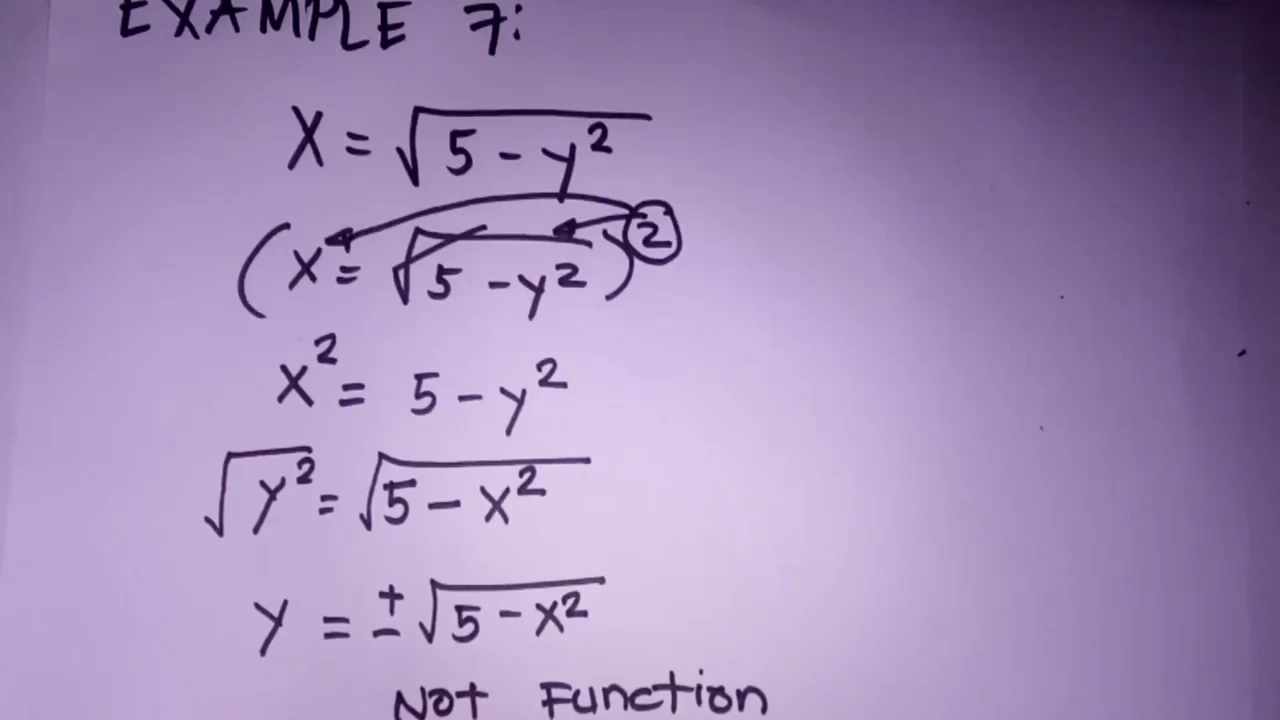 EXAMPLE 7:
X = √5 - y²
(X = √5 - y²)②
X² = 5 - y²
√y² = √5 - X²
y = ± √5 - X²
Not Function